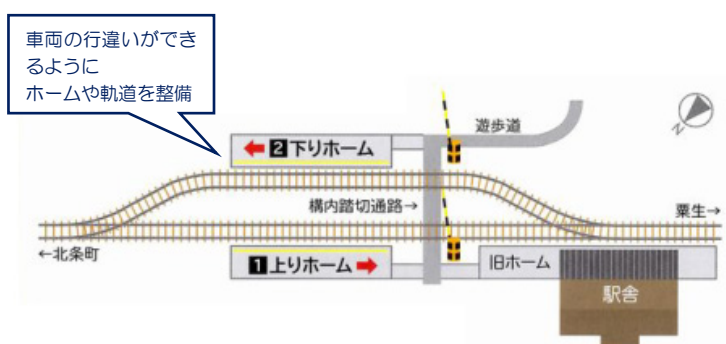 車両の行違いができ
るように
ホームや軌道を整備
遊歩道
←2下りホーム
構内踏切通路→
粟生→
←北条町
1上りホーム→
旧ホーム
駅舎
N